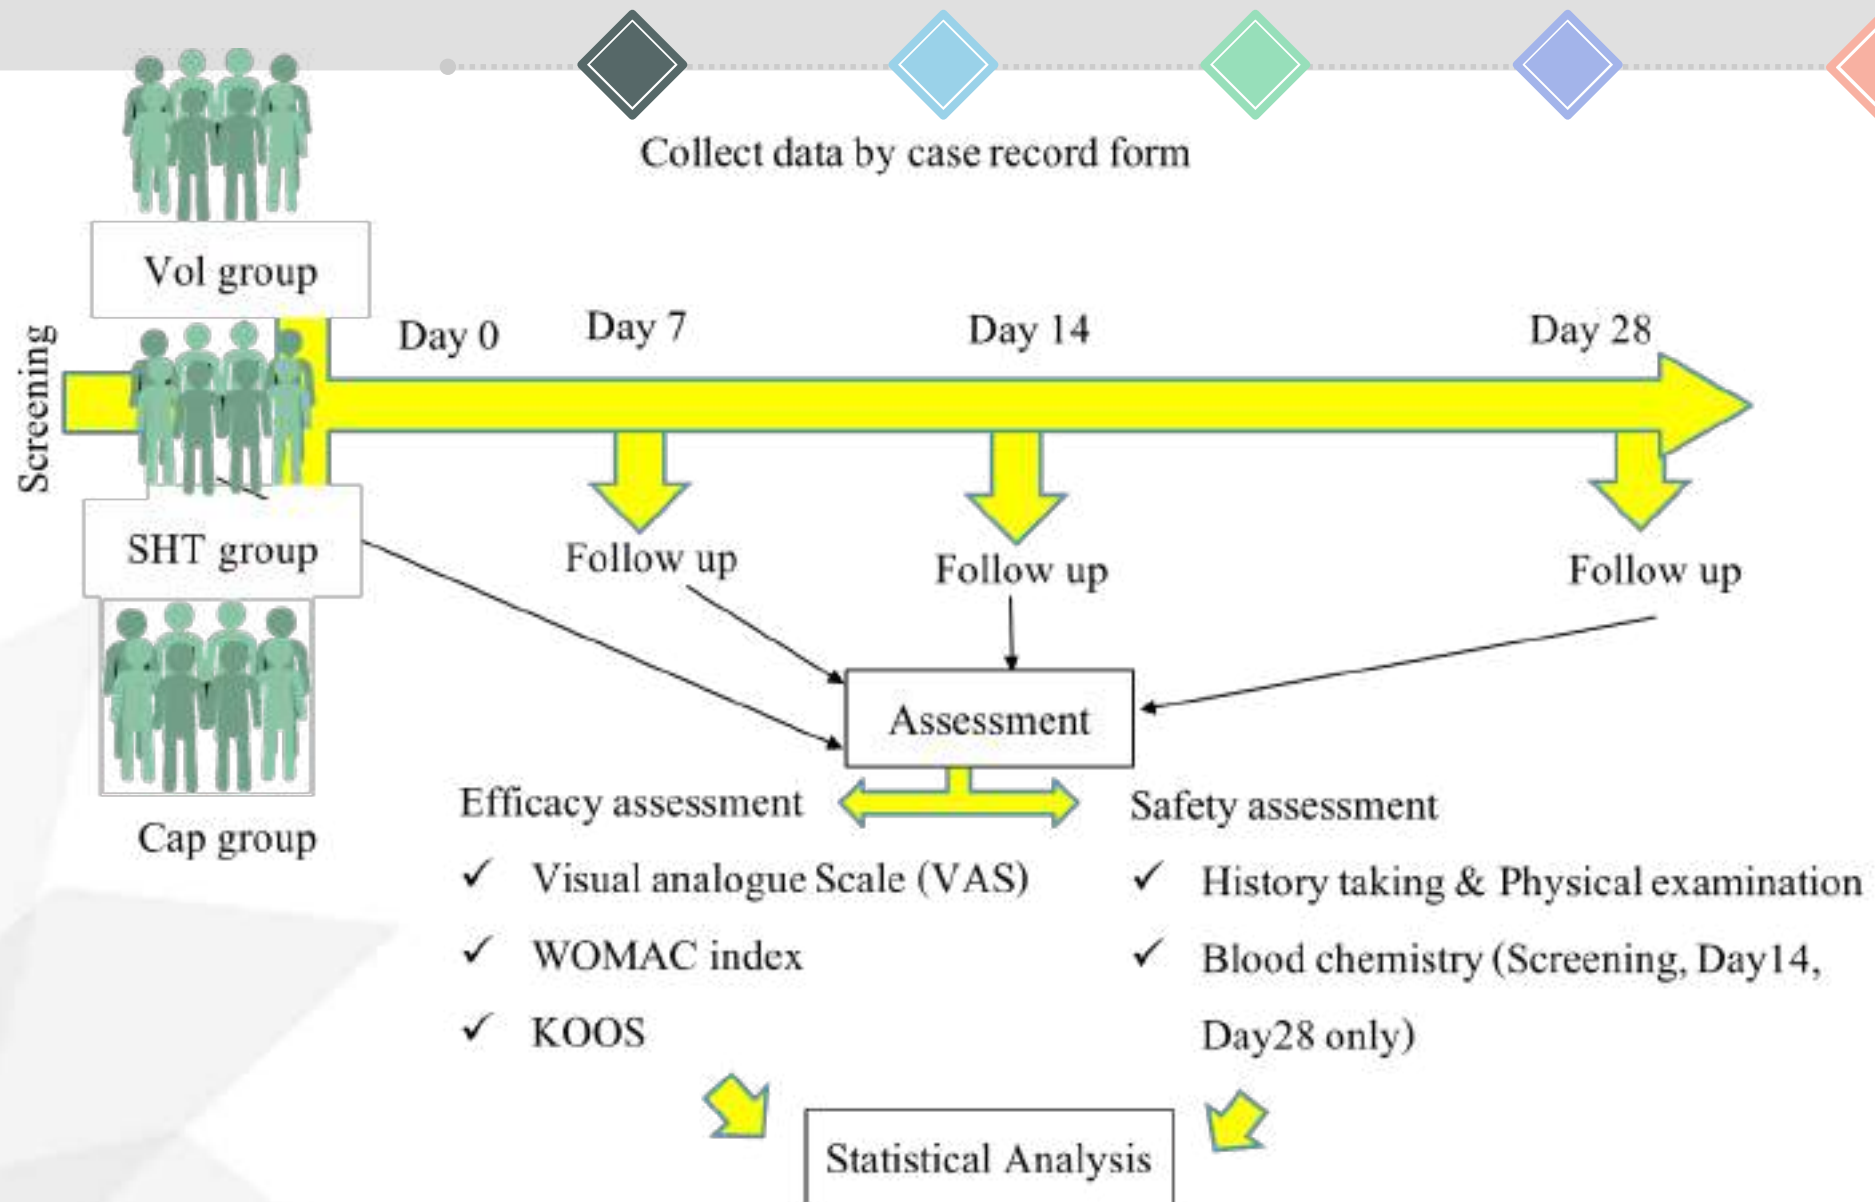 Collect data by case record form
Vol group
Screening
Day 0
Day 7
Day 14
Day 28
SHT group
Follow up
Follow up
Follow up
Assessment
Cap group
Efficacy assessment
✓ Visual analogue Scale (VAS)
✓ WOMAC index
✓ KOOS
Safety assessment
✓ History taking & Physical examination
✓ Blood chemistry (Screening, Day14,
Day28 only)
Statistical Analysis